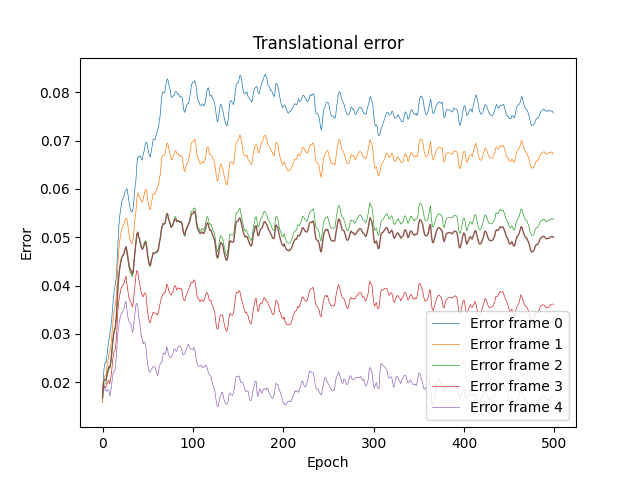 Translational error
Error
0.08
0.07
0.06
0.05
0.04
0.03
0.02
0
100
200
300
400
500
Epoch
Error frame 0
Error frame 1
Error frame 2
Error frame 3
Error frame 4